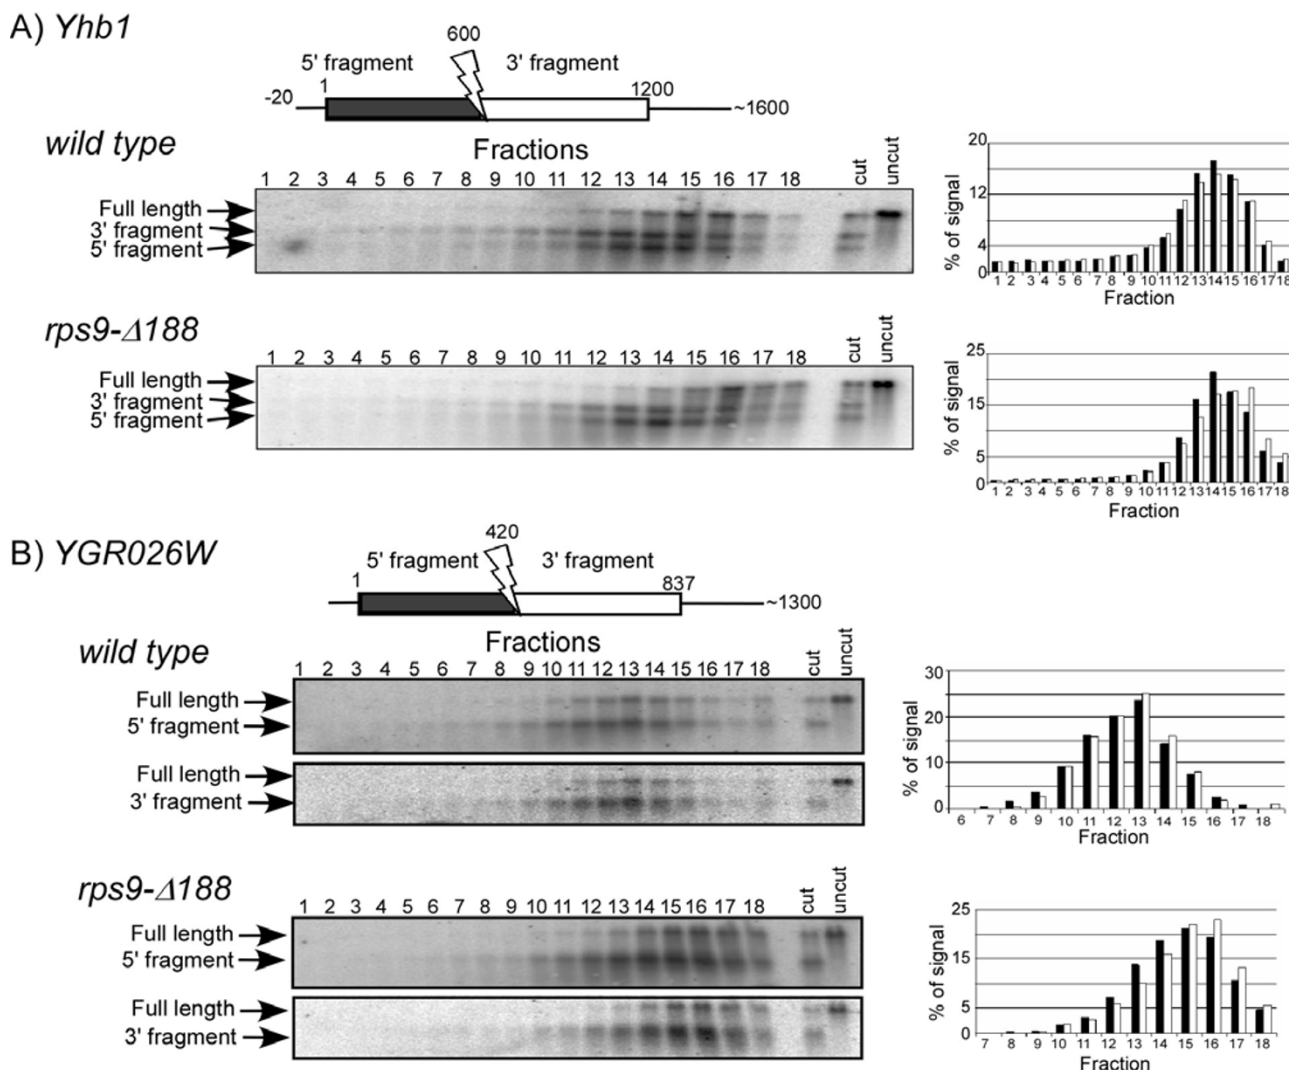 A) Yhb1
600
5' fragment 3' fragment
1 1200
-20 ~1600
wild type
Fractions
1 2 3 4 5 6 7 8 9 10 11 12 13 14 15 16 17 18 cut uncut
Full length
3' fragment
5' fragment
20
12
4
0
% of signal
1 2 3 4 5 6 7 8 9 10 11 12 13 14 15 16 17 18
Fraction
rps9-Δ188
1 2 3 4 5 6 7 8 9 10 11 12 13 14 15 16 17 18 cut uncut
Full length
3' fragment
5' fragment
25
15
5
0
% of signal
1 2 3 4 5 6 7 8 9 10 11 12 13 14 15 16 17 18
Fraction
B) YGR026W
420
5' fragment 3' fragment
1 837
~1300
wild type
Fractions
1 2 3 4 5 6 7 8 9 10 11 12 13 14 15 16 17 18 cut uncut
Full length
5' fragment
Full length
3' fragment
30
20
10
0
% of signal
6 7 8 9 10 11 12 13 14 15 16 17 18
Fraction
rps9-Δ188
1 2 3 4 5 6 7 8 9 10 11 12 13 14 15 16 17 18 cut uncut
Full length
5' fragment
Full length
3' fragment
25
15
5
0
% of signal
7 8 9 10 11 12 13 14 15 16 17 18
Fraction